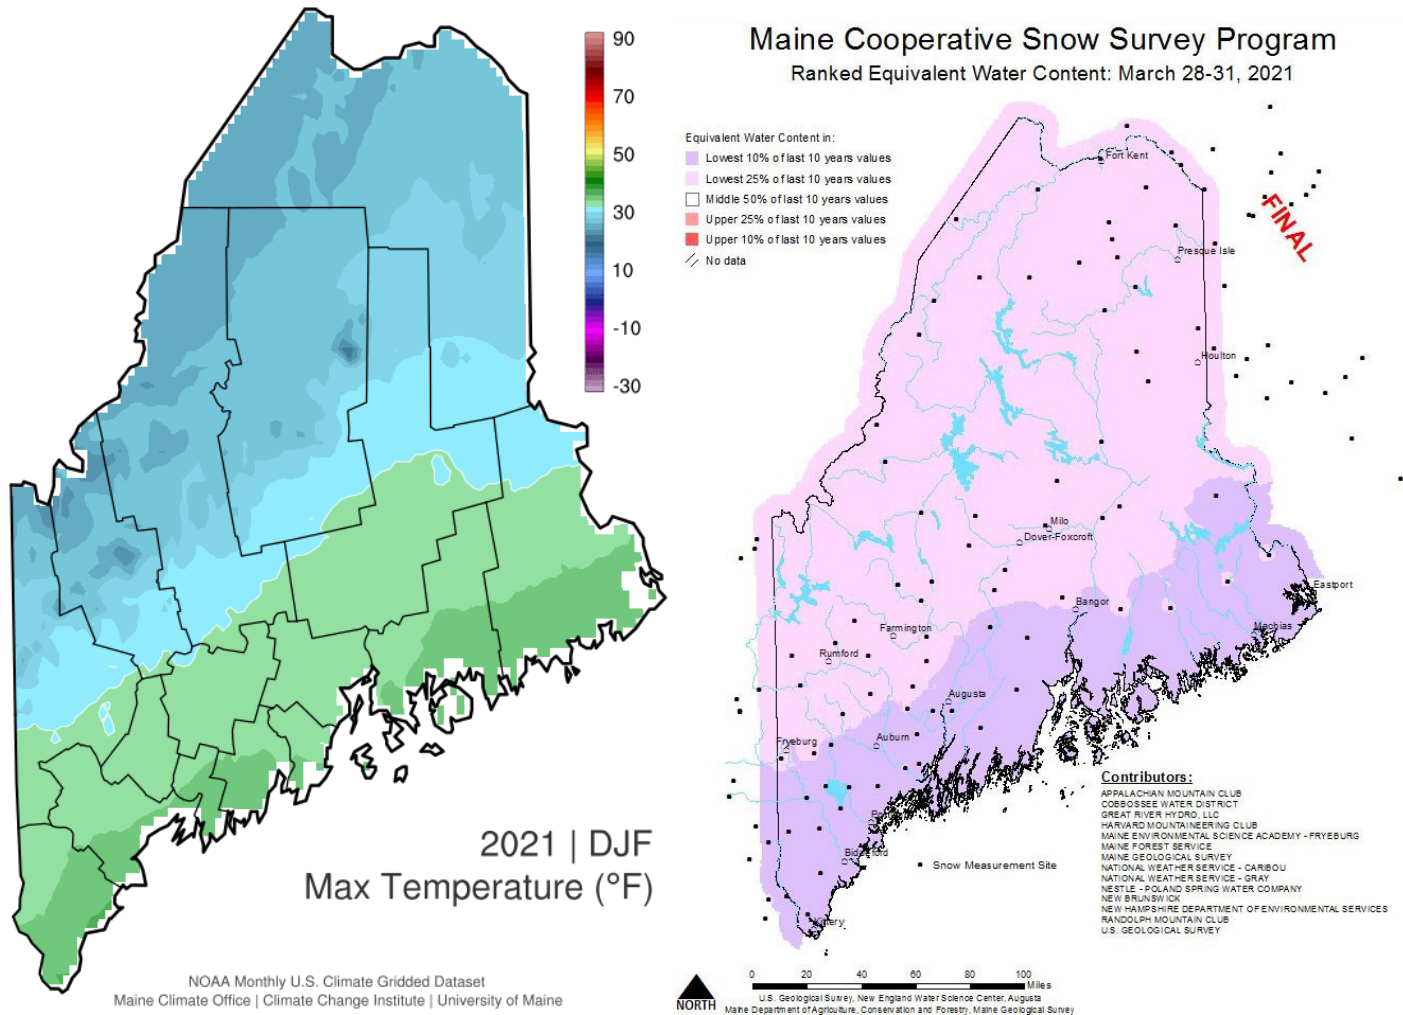 90
70
50
30
10
-10
-30
2021 | DJF
Max Temperature (°F)
NOAA Monthly U.S. Climate Gridded Dataset
Maine Climate Office | Climate Change Institute | University of Maine
Maine Cooperative Snow Survey Program
Ranked Equivalent Water Content: March 28-31, 2021
Equivalent Water Content in:
Lowest 10% of last 10 years values
Lowest 25% of last 10 years values
Middle 50% of last 10 years values
Upper 25% of last 10 years values
Upper 10% of last 10 years values
No data
FINAL
Fort Kent
Presque Isle
Houlton
Milo
Dover-Foxcroft
Eastport
Bangor
Machias
Farmington
Rumford
Augusta
Auburn
Fryeburg
Kittery
Snow Measurement Site
Contributors:
APPALACHIAN MOUNTAIN CLUB
COBBOSSEE WATER DISTRICT
GREAT RIVER HYDRO, LLC
HARVARD MOUNTAINEERING CLUB
MAINE ENVIRONMENTAL SCIENCE ACADEMY - FRYEBURG
MAINE FOREST SERVICE
MAINE GEOLOGICAL SURVEY
NATIONAL WEATHER SERVICE - CARIBOU
NATIONAL WEATHER SERVICE - GRAY
NESTLE - POLAND SPRING WATER COMPANY
NEW BRUNSWICK
NEW HAMPSHIRE DEPARTMENT OF ENVIRONMENTAL SERVICES
RANDOLPH MOUNTAIN CLUB
U.S. GEOLOGICAL SURVEY
0 20 40 60 80 100
Miles
NORTH
U.S. Geological Survey, New England Water Science Center, Augusta
Maine Department of Agriculture, Conservation and Forestry, Maine Geological Survey